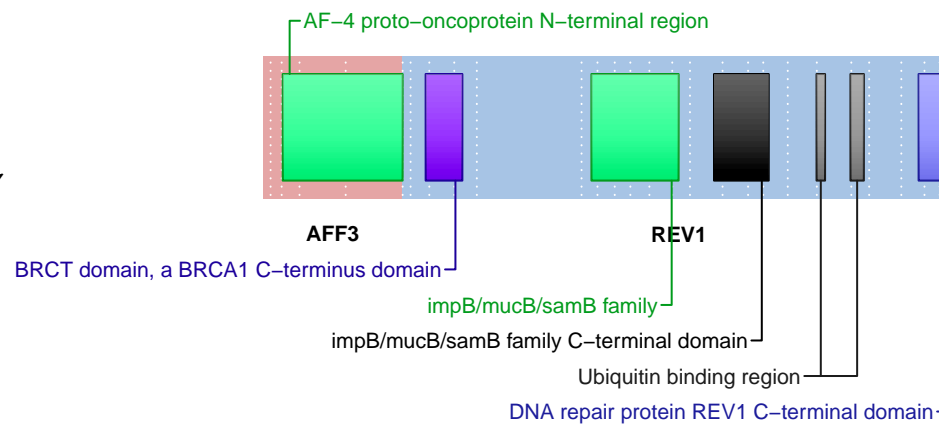 AF−4 proto−oncoprotein N−terminal region
AFF3
REV1
BRCT domain, a BRCA1 C−terminus domain
impB/mucB/samB family
impB/mucB/samB family C−terminal domain
Ubiquitin binding region
DNA repair protein REV1 C−terminal domain